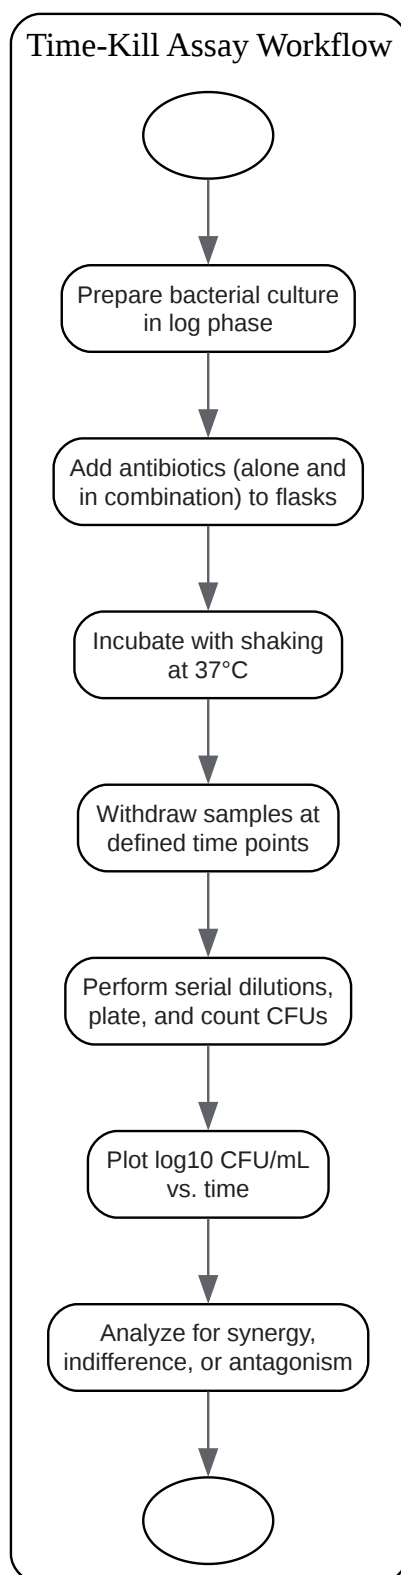 Time-Kill Assay Workflow
Prepare bacterial culture
in log phase
Add antibiotics (alone and
in combination) to flasks
Incubate with shaking
at 37°C
Withdraw samples at
defined time points
Perform serial dilutions,
plate, and count CFUs
Plot log10 CFU/mL
vs. time
Analyze for synergy,
indifference, or antagonism